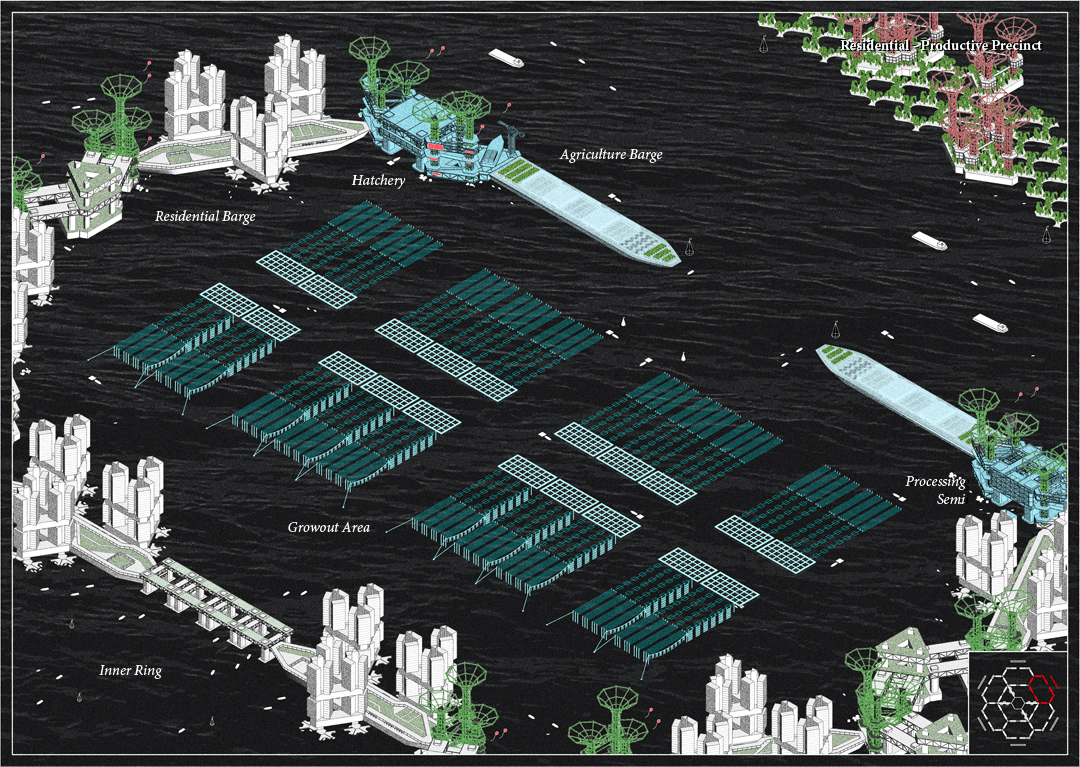 Residential - Productive Precinct
Agriculture Barge
Hatchery
Residential Barge
Processing
Semi
Growout Area
Inner Ring